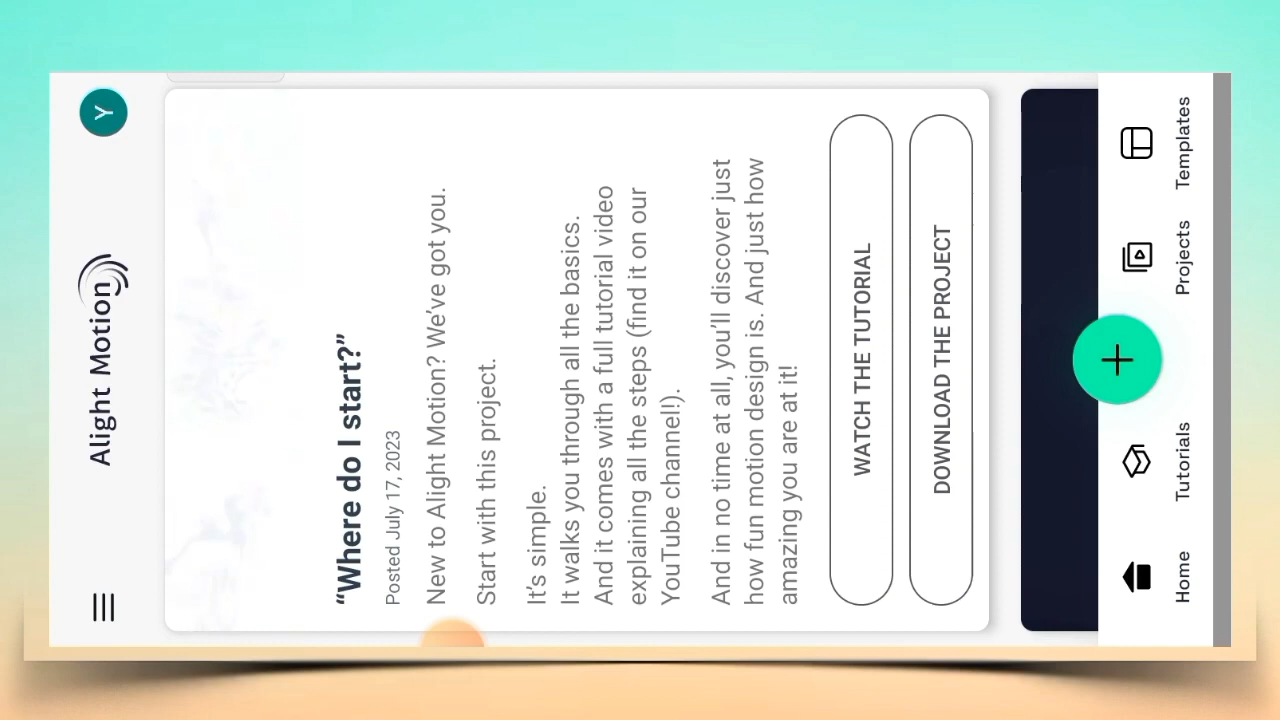 Alight Motion
Y
“Where do I start?”
Posted July 17, 2023
New to Alight Motion? We’ve got you.
Start with this project.
It’s simple.
It walks you through all the basics.
And it comes with a full tutorial video
explaining all the steps (find it on our
YouTube channel!).
And in no time at all, you’ll discover just
how fun motion design is. And just how
amazing you are at it!
WATCH THE TUTORIAL
DOWNLOAD THE PROJECT
Home
Tutorials
Projects
Templates